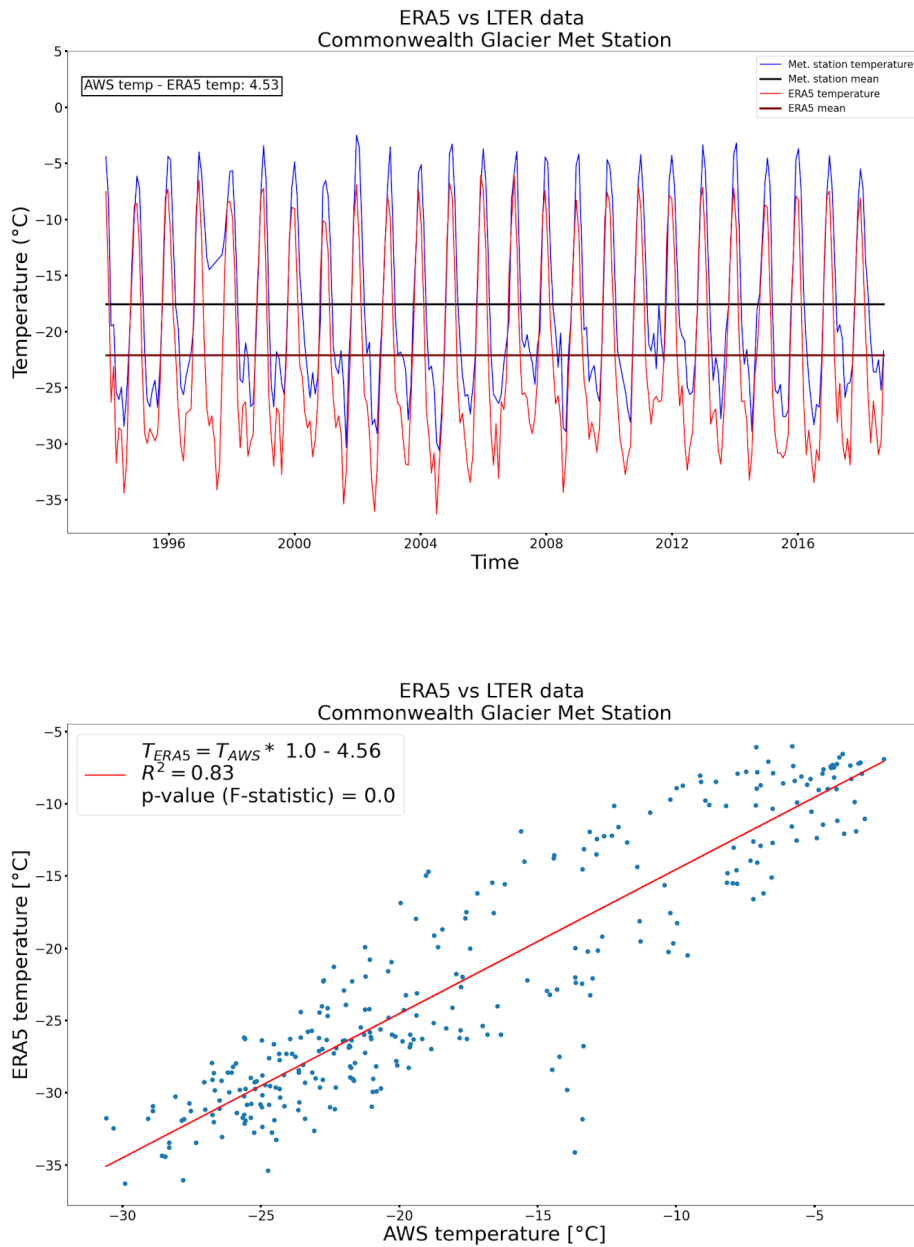 ERA5 vs LTER data
Commonwealth Glacier Met Station
AWS temp - ERA5 temp: 4.53
Met. station temperature
Met. station mean
ERA5 temperature
ERA5 mean
5
0
−5
−10
−15
−20
−25
−30
−35
Temperature (°C)
1996
2000
2004
2008
2012
2016
Time
ERA5 vs LTER data
Commonwealth Glacier Met Station
T_ERA5 = T_AWS * 1.0 - 4.56
R² = 0.83
p-value (F-statistic) = 0.0
−5
−10
−15
−20
−25
−30
−35
ERA5 temperature [°C]
−30
−25
−20
−15
−10
−5
AWS temperature [°C]